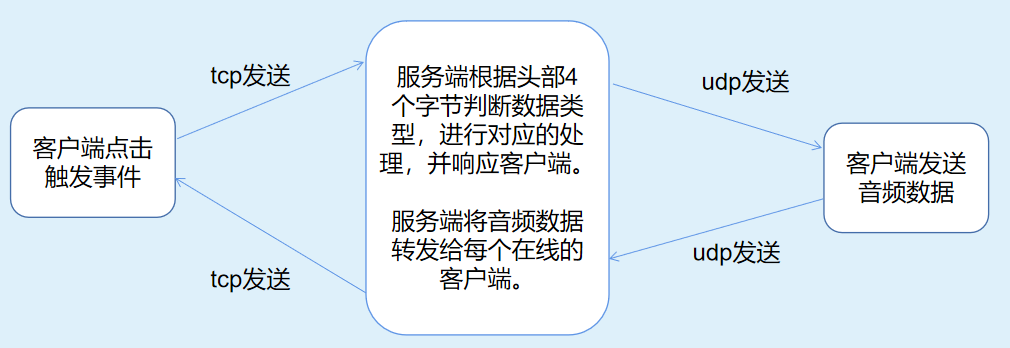 tcp发送
客户端点击
触发事件
tcp发送
服务端根据头部4
个字节判断数据类
型，进行对应的处
理，并响应客户端。
服务端将音频数据
转发给每个在线的
客户端。
udp发送
客户端发送
音频数据
udp发送